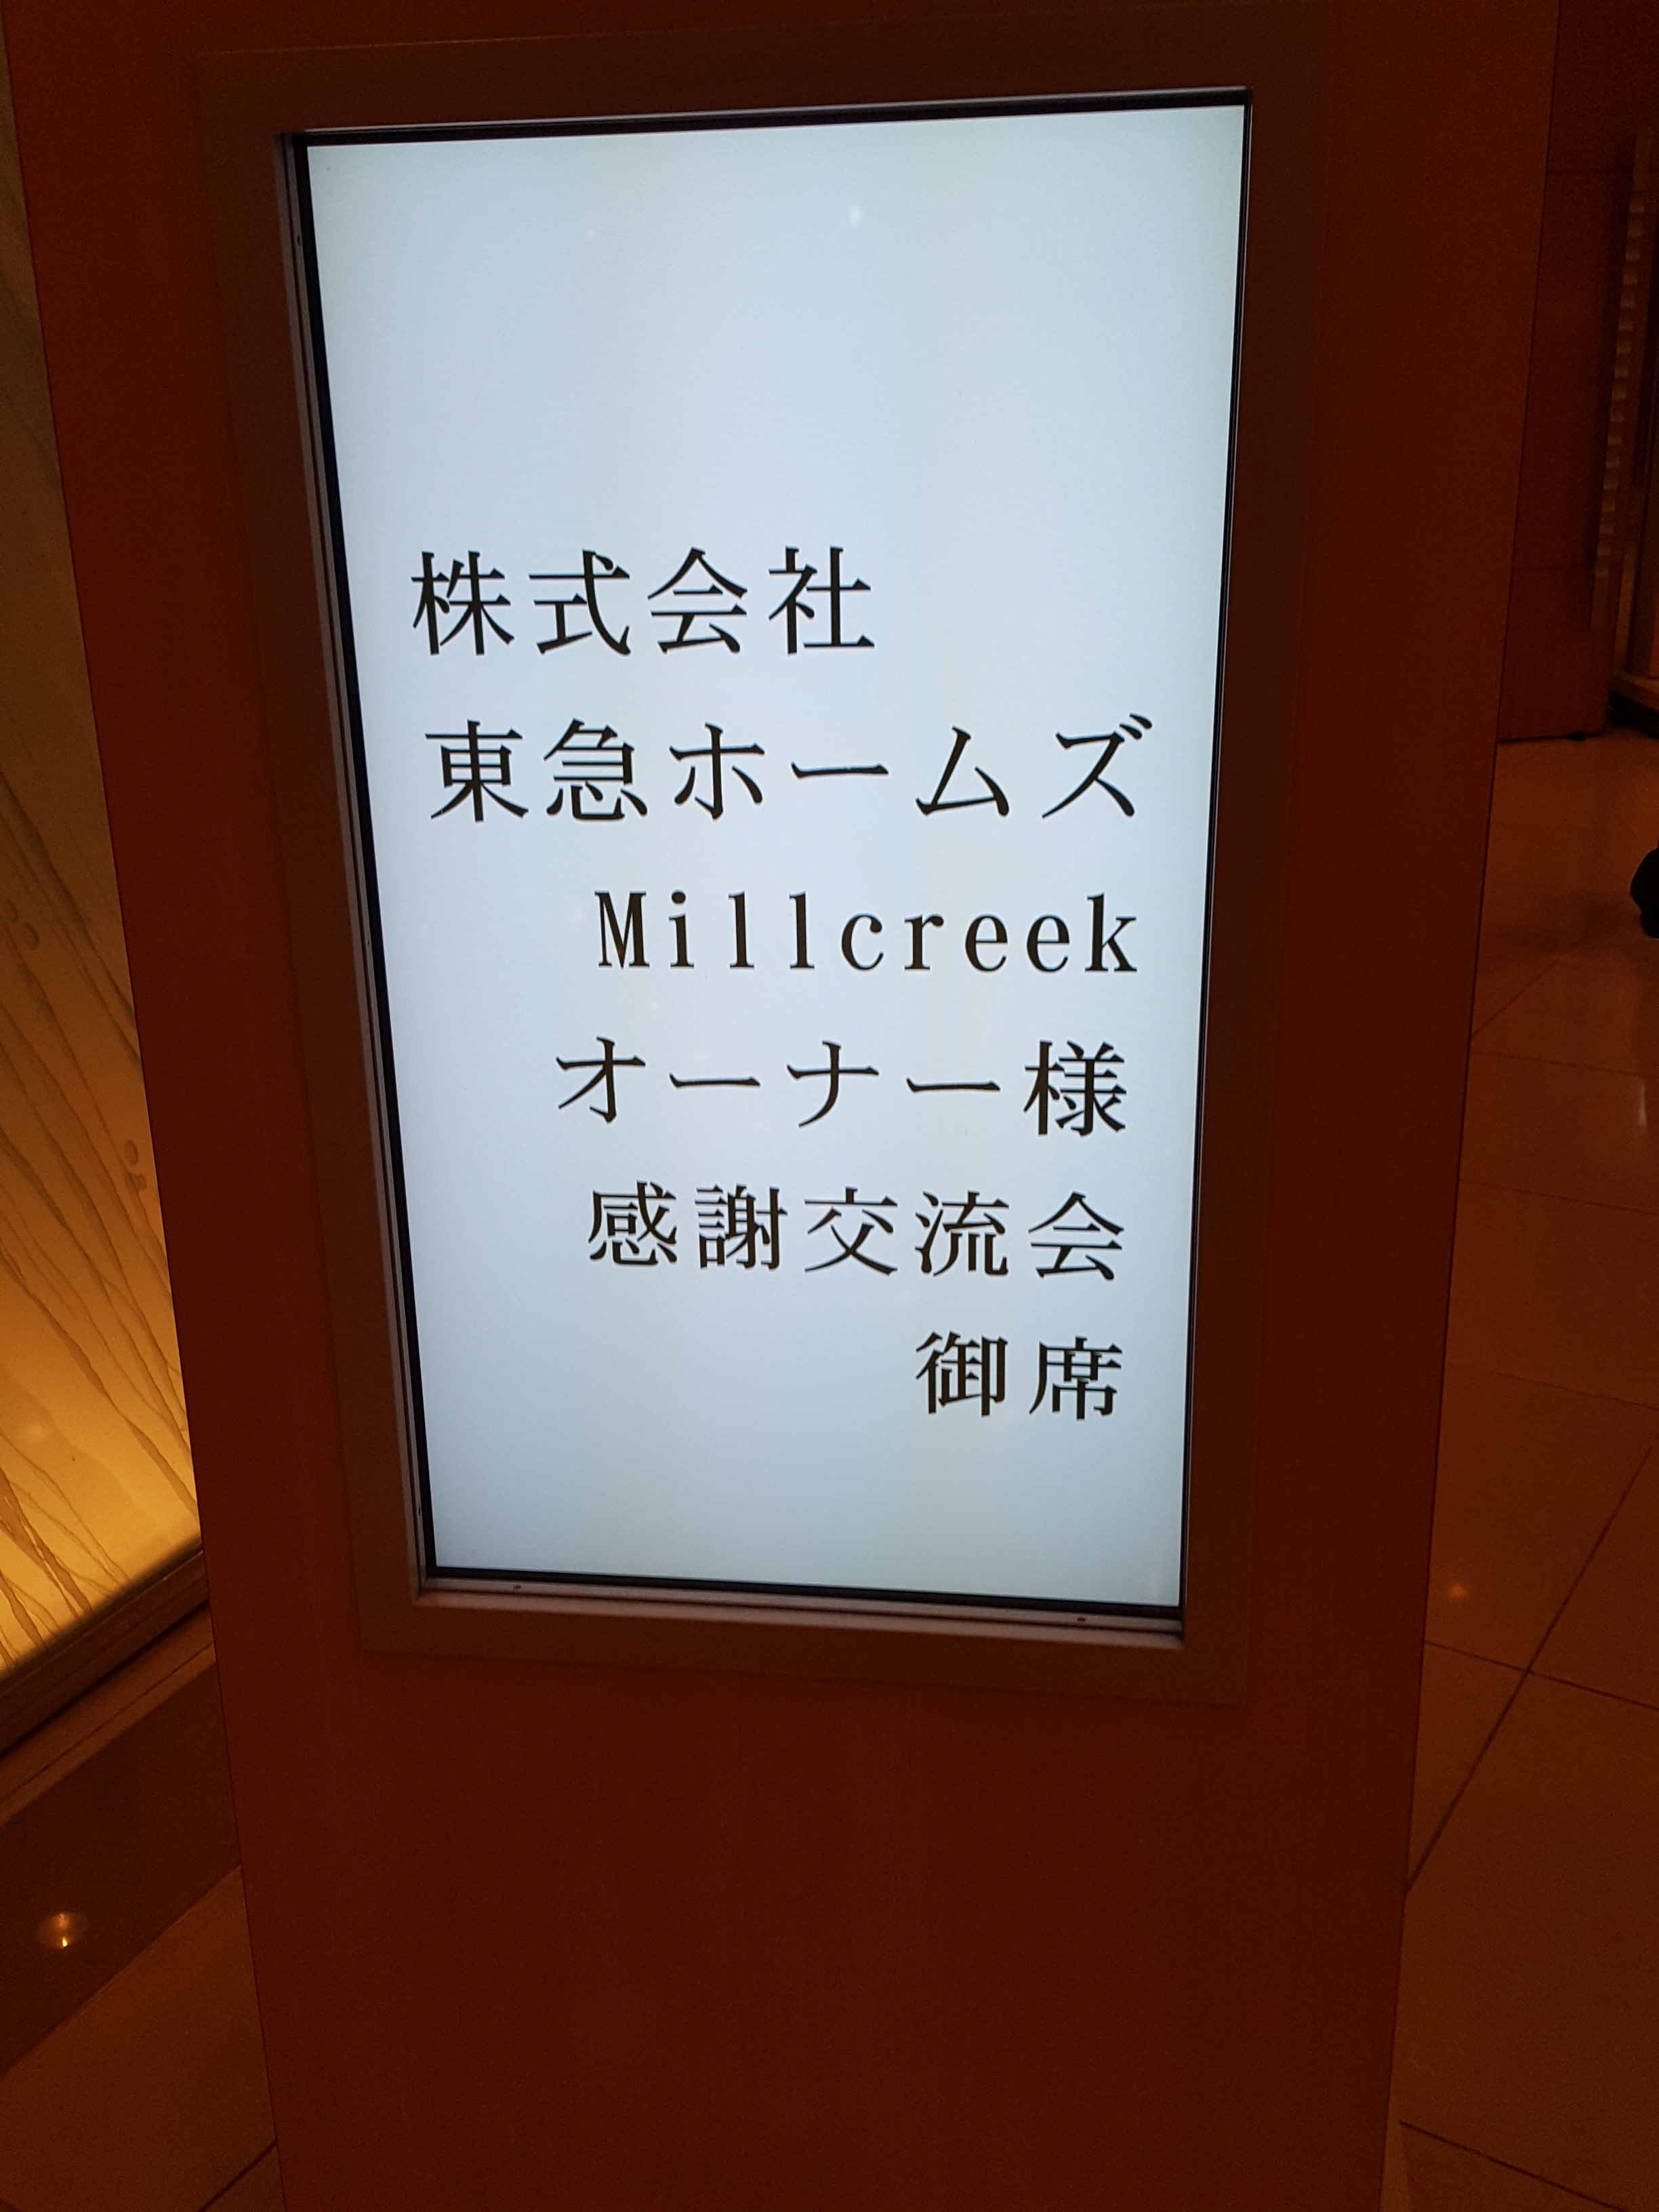 株式会社
東急ホームズ
Millcreek
オーナー様
感謝交流会
御席